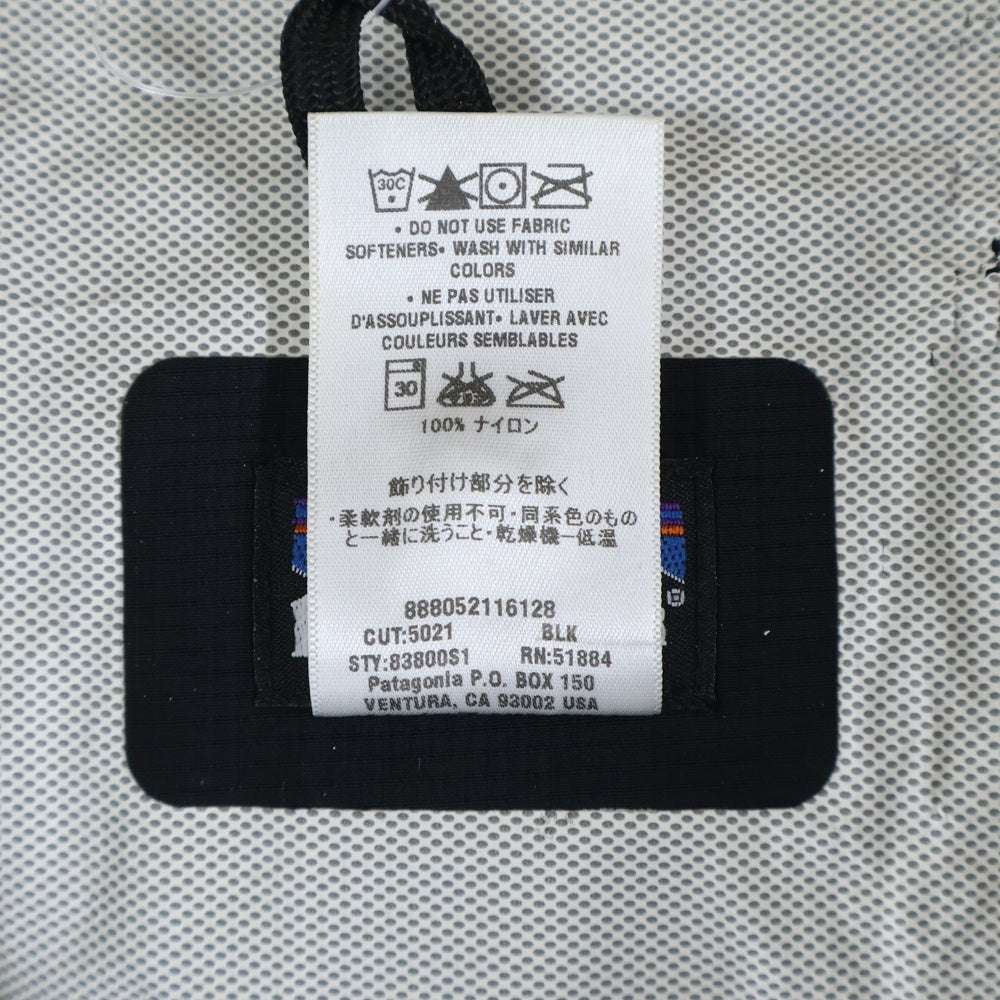 30C
• DO NOT USE FABRIC
SOFTENERS• WASH WITH SIMILAR
COLORS
• NE PAS UTILISER
D'ASSOUPLISSANT• LAVER AVEC
COULEURS SEMBLABLES
30
100% ナイロン
飾り付け部分を除く
・柔軟剤の使用不可・同系色のもの
と一緒に洗うこと・乾燥機ー低温
888052116128
CUT:5021 BLK
STY:83800S1 RN:51884
Patagonia P.O. BOX 150
VENTURA, CA 93002 USA